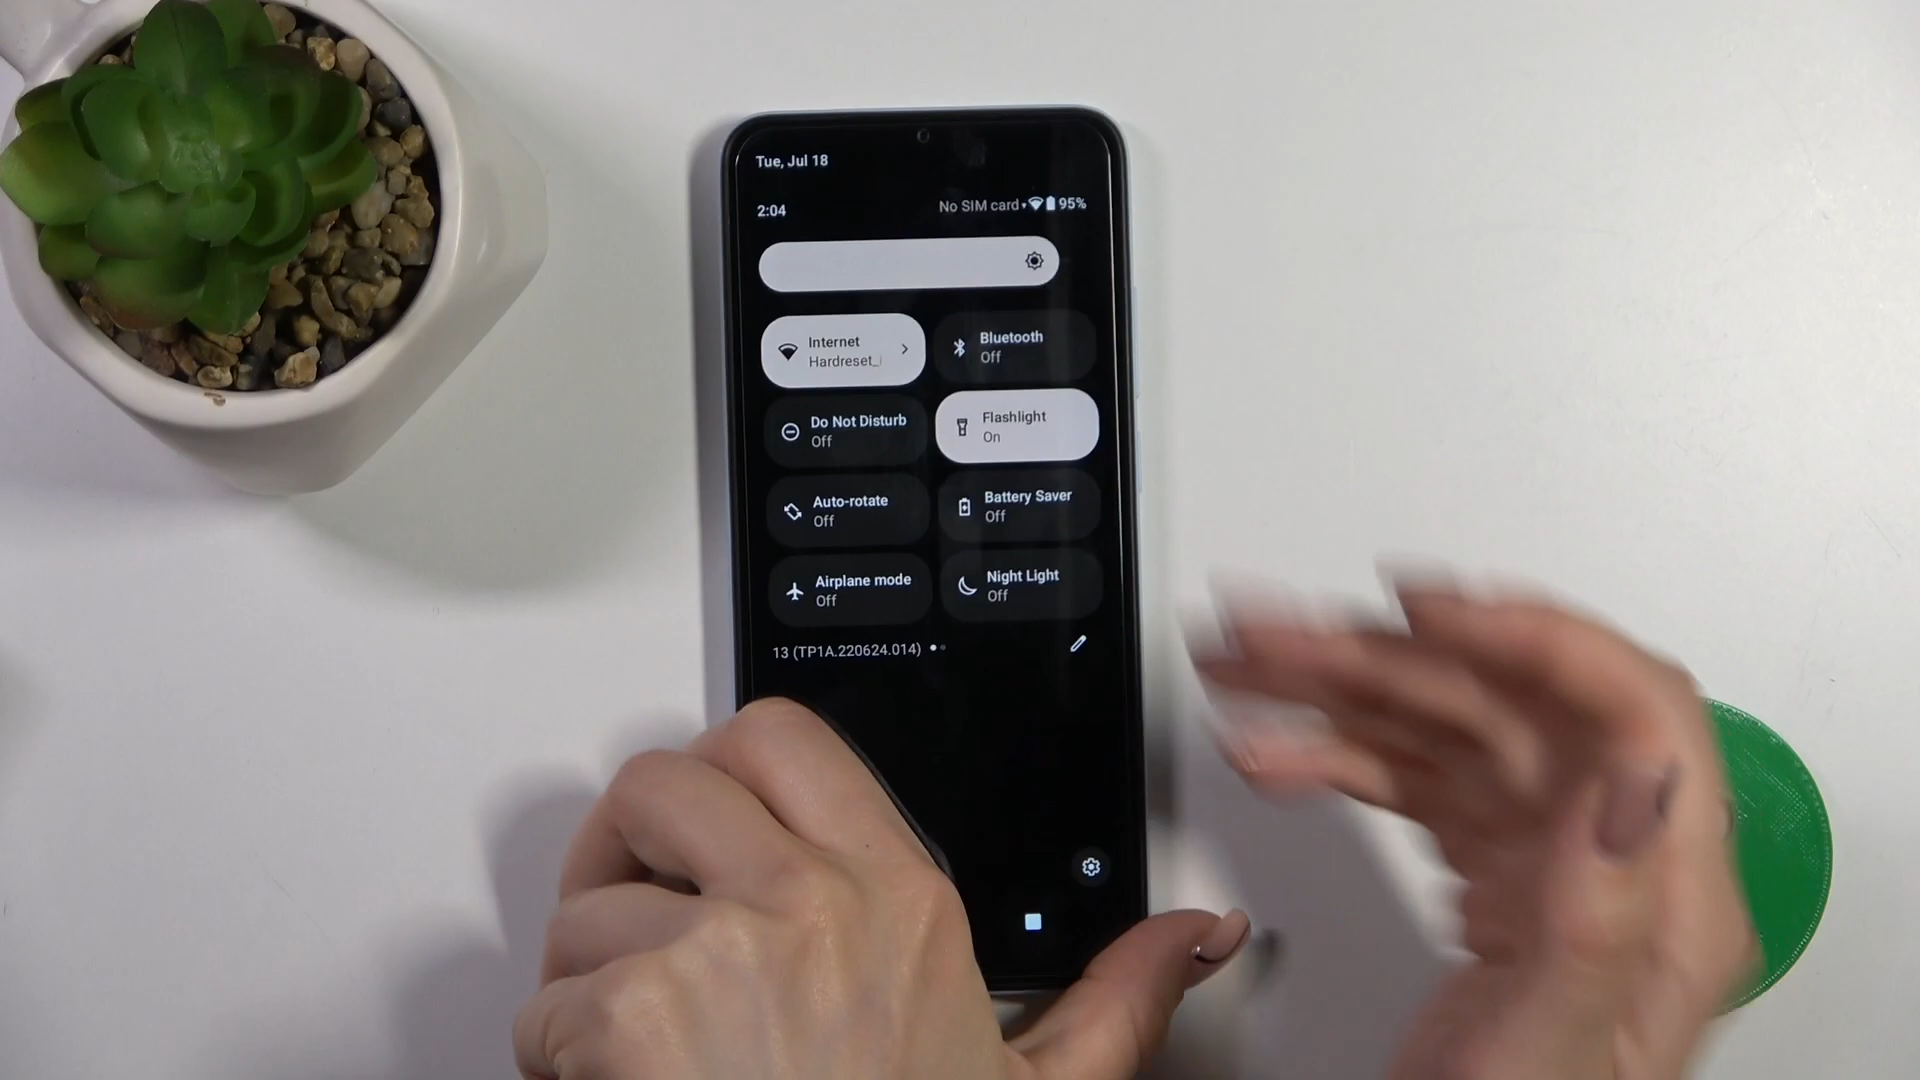 Tue, Jul 18
2:04
No SIM card 95%
Internet
Hardreset_
Bluetooth
Off
Do Not Disturb
Off
Flashlight
On
Auto-rotate
Off
Battery Saver
Off
Airplane mode
Off
Night Light
Off
13 (TP1A.220624.014)